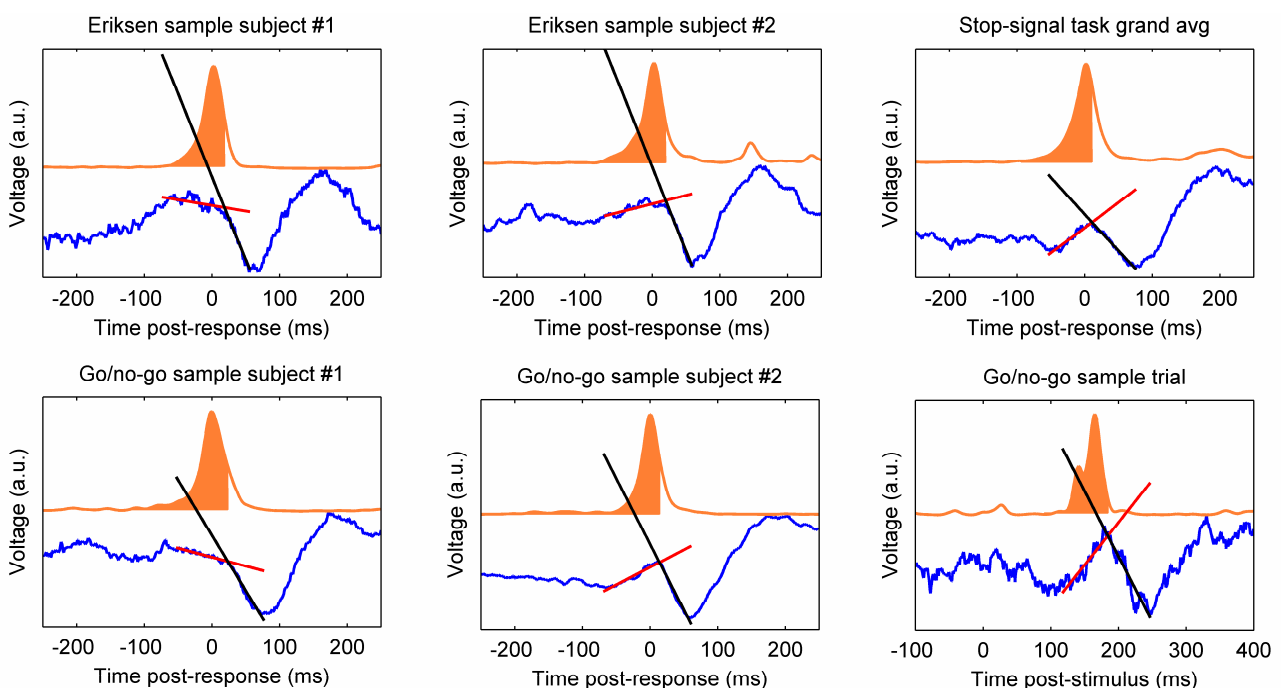 Eriksen sample subject #1
Eriksen sample subject #2
Stop-signal task grand avg
Voltage (a.u.)
Voltage (a.u.)
Voltage (a.u.)
-200 -100 0 100 200
-200 -100 0 100 200
-200 -100 0 100 200
Time post-response (ms)
Time post-response (ms)
Time post-response (ms)
Go/no-go sample subject #1
Go/no-go sample subject #2
Go/no-go sample trial
Voltage (a.u.)
Voltage (a.u.)
Voltage (a.u.)
-200 -100 0 100 200
-200 -100 0 100 200
-100 0 100 200 300 400
Time post-response (ms)
Time post-response (ms)
Time post-stimulus (ms)